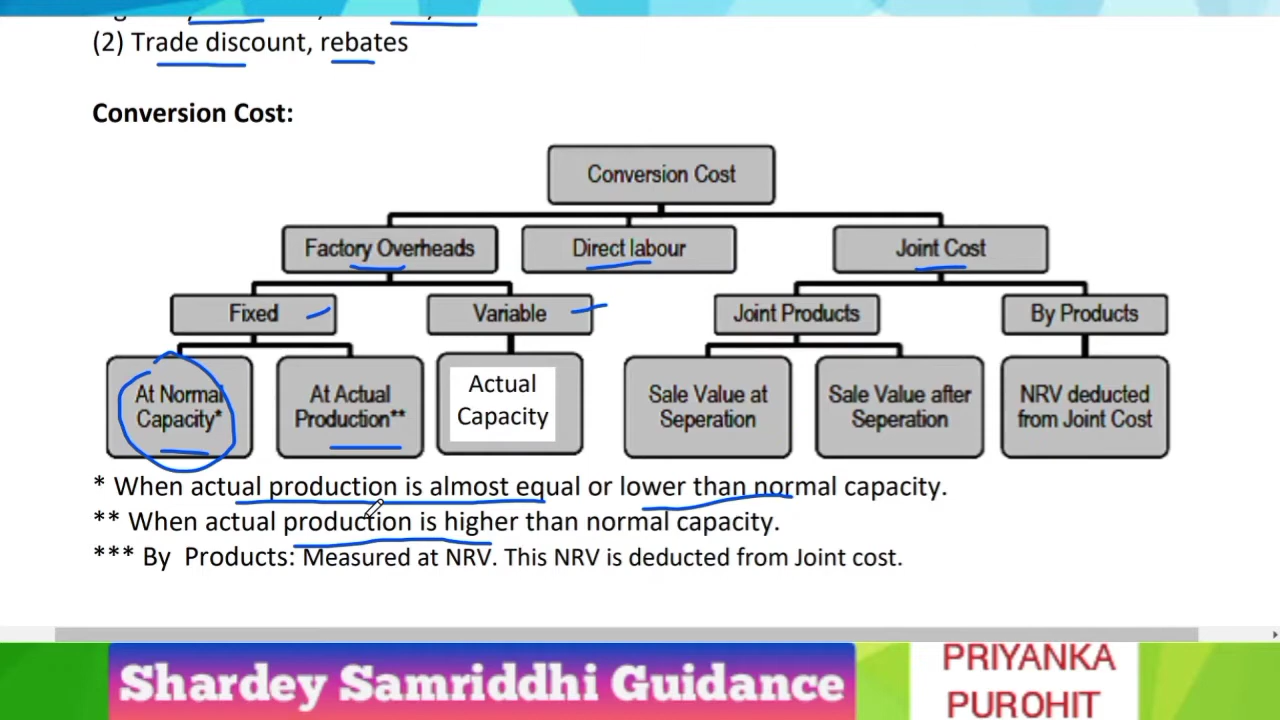 (2) Trade discount, rebates
Conversion Cost:
Conversion Cost
Factory Overheads
Direct labour
Joint Cost
Fixed
Variable
Joint Products
By Products
At Normal
Capacity*
At Actual
Production**
Actual
Capacity
Sale Value at
Seperation
Sale Value after
Seperation
NRV deducted
from Joint Cost
* When actual production is almost equal or lower than normal capacity.
** When actual production is higher than normal capacity.
*** By Products: Measured at NRV. This NRV is deducted from Joint cost.
Shardey Samriddhi Guidance
PRIYANKA
PUROHIT